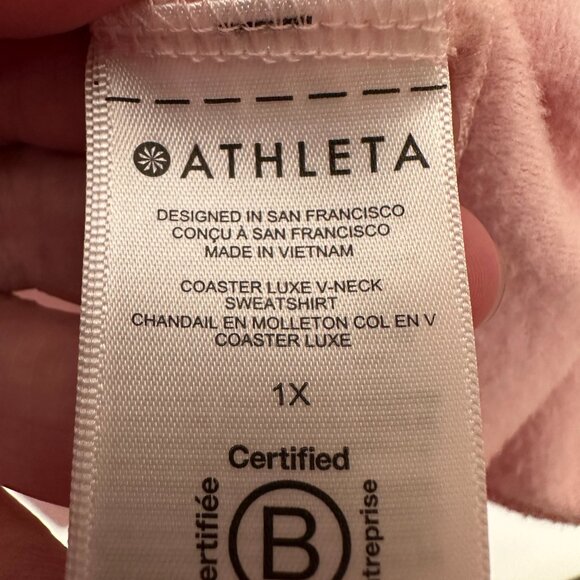 ATHLETA
DESIGNED IN SAN FRANCISCO
CONÇU À SAN FRANCISCO
MADE IN VIETNAM
COASTER LUXE V-NECK
SWEATSHIRT
CHANDAIL EN MOLLETON COL EN V
COASTER LUXE
1X
Certified
B